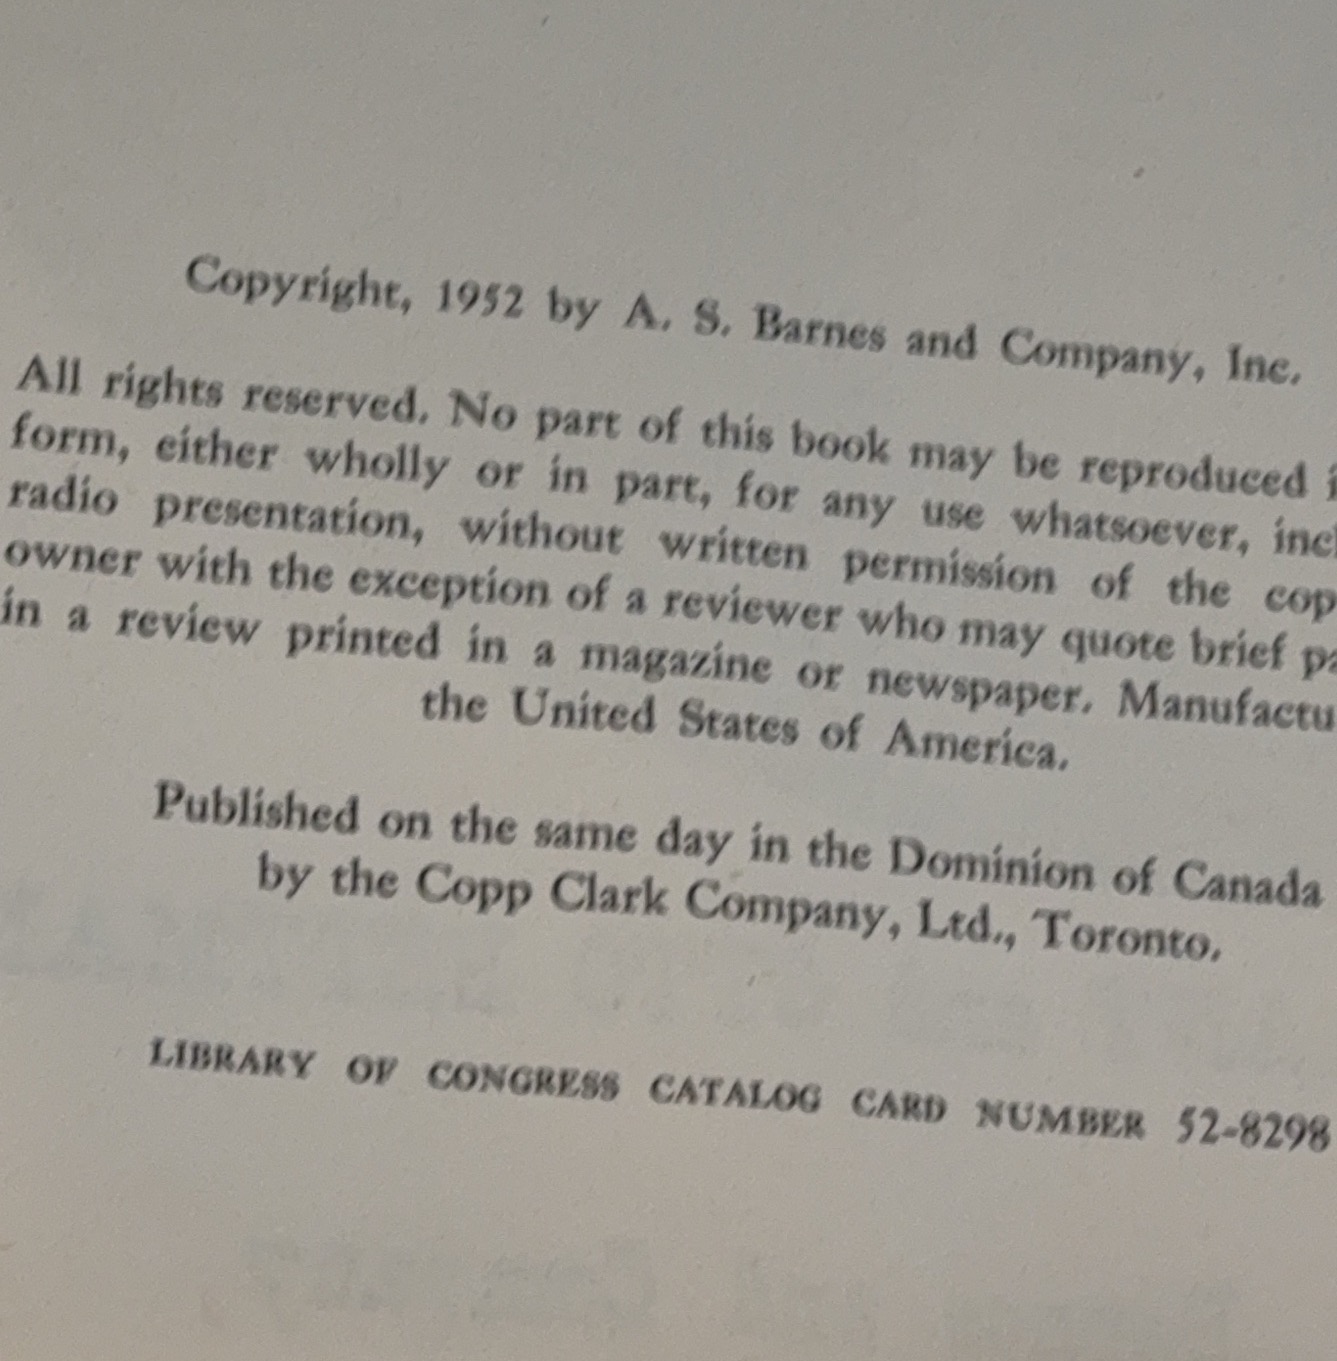 Copyright, 1952 by A. S. Barnes and Company, Inc.
All rights reserved. No part of this book may be reproduced i
form, either wholly or in part, for any use whatsoever, incl
radio presentation, without written permission of the cop
owner with the exception of a reviewer who may quote brief pa
in a review printed in a magazine or newspaper. Manufactu
the United States of America.
Published on the same day in the Dominion of Canada
by the Copp Clark Company, Ltd., Toronto.
LIBRARY OF CONGRESS CATALOG CARD NUMBER 52-8298